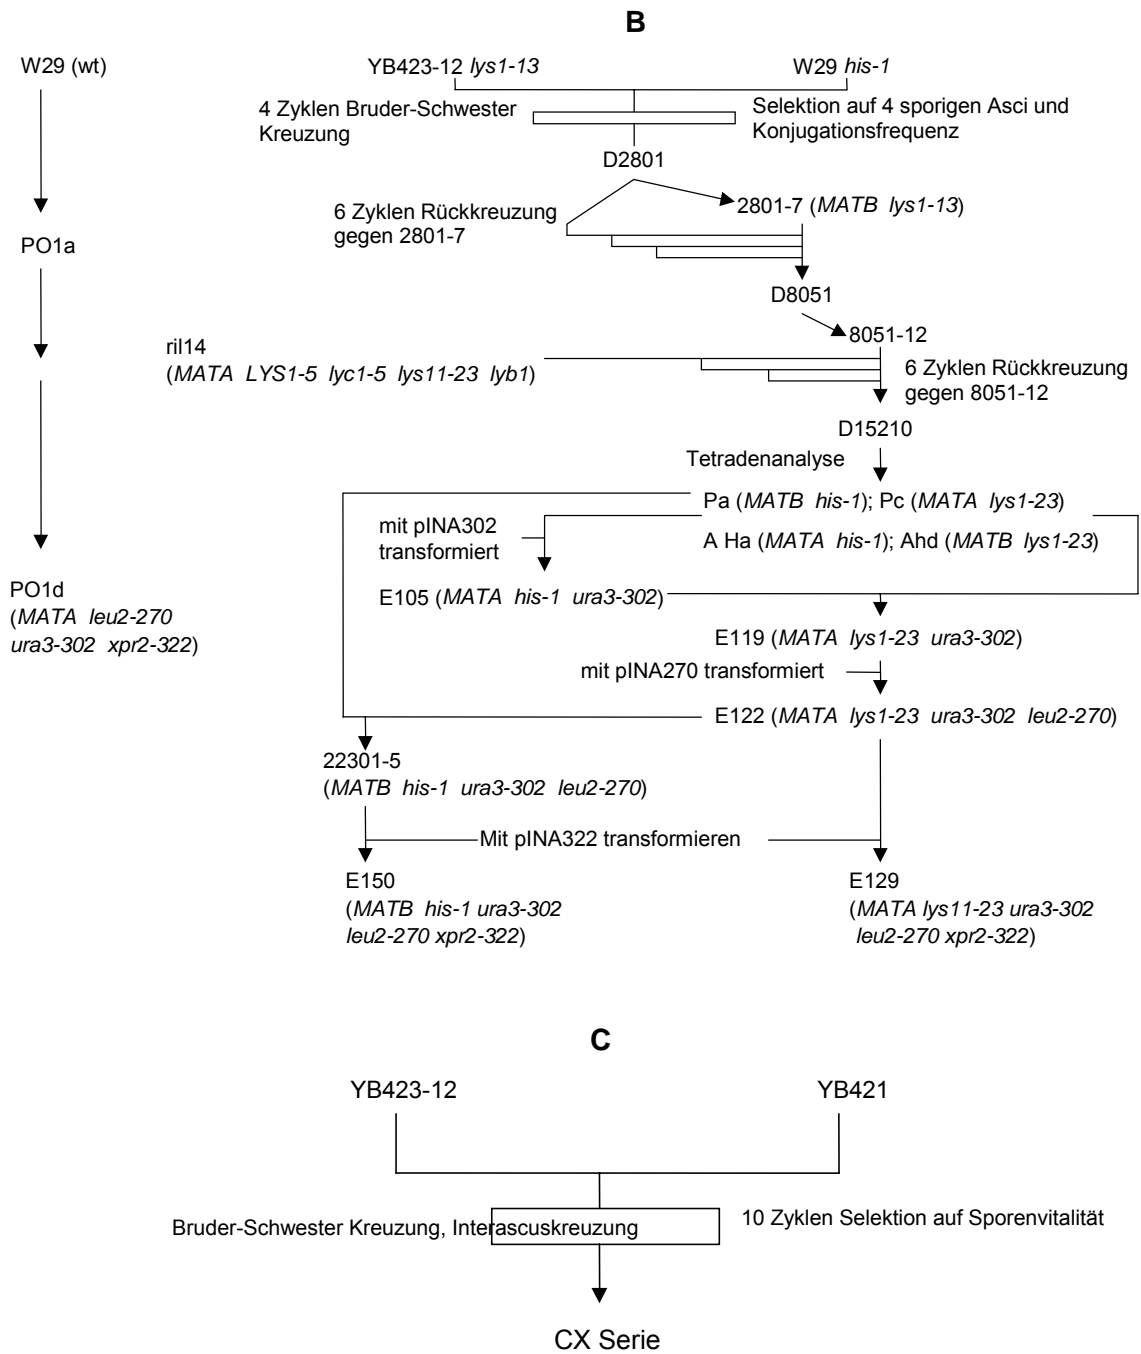 B
W29 (wt)
PO1a
PO1d
(MATA leu2-270
ura3-302 xpr2-322)
YB423-12 lys1-13
W29 his-1
4 Zyklen Bruder-Schwester
Kreuzung
Selektion auf 4 sporigen Asci und
Konjugationsfrequenz
D2801
6 Zyklen Rückkreuzung
gegen 2801-7
2801-7 (MATB lys1-13)
D8051
8051-12
ril14
(MATA LYS1-5 lyc1-5 lys11-23 lyb1)
6 Zyklen Rückkreuzung
gegen 8051-12
D15210
Tetradenanalyse
Pa (MATB his-1); Pc (MATA lys1-23)
mit pINA302
transformiert
A Ha (MATA his-1); Ahd (MATB lys1-23)
E105 (MATA his-1 ura3-302)
E119 (MATA lys1-23 ura3-302)
mit pINA270 transformiert
E122 (MATA lys1-23 ura3-302 leu2-270)
22301-5
(MATB his-1 ura3-302 leu2-270)
Mit pINA322 transformieren
E150
(MATB his-1 ura3-302
leu2-270 xpr2-322)
E129
(MATA lys11-23 ura3-302
leu2-270 xpr2-322)
C
YB423-12
YB421
Bruder-Schwester Kreuzung, Interascuskreuzung
10 Zyklen Selektion auf Sporenvitalität
CX Serie